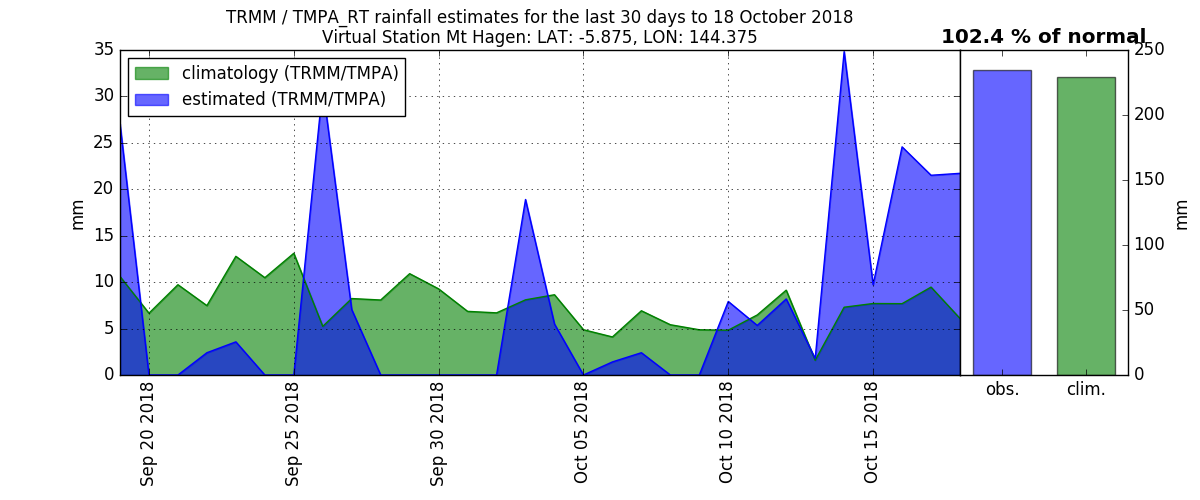 TRMM / TMPA_RT rainfall estimates for the last 30 days to 18 October 2018
Virtual Station Mt Hagen: LAT: -5.875, LON: 144.375
102.4 % of normal
climatology (TRMM/TMPA)
estimated (TRMM/TMPA)
35
30
25
20
15
10
5
0
mm
Sep 20 2018
Sep 25 2018
Sep 30 2018
Oct 05 2018
Oct 10 2018
Oct 15 2018
250
200
150
100
50
0
mm
obs.
clim.